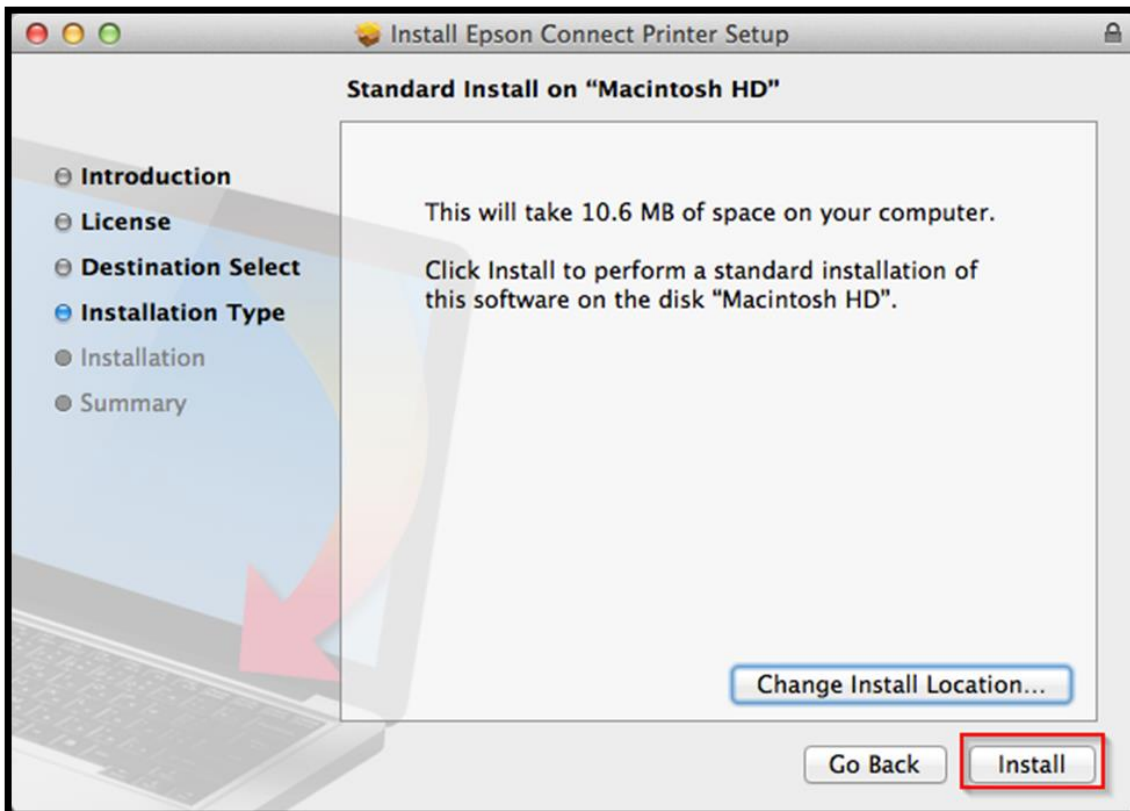 Install Epson Connect Printer Setup
Standard Install on “Macintosh HD”
Introduction
License
Destination Select
Installation Type
Installation
Summary
This will take 10.6 MB of space on your computer.
Click Install to perform a standard installation of
this software on the disk “Macintosh HD”.
Change Install Location...
Go Back
Install